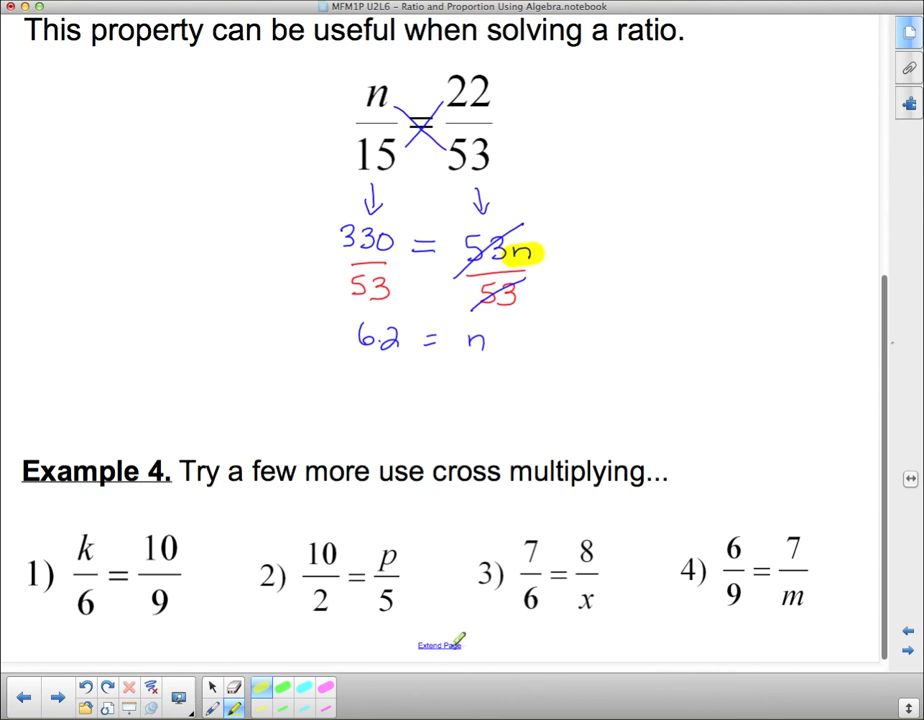 MFM1P U2L6 - Ratio and Proportion Using Algebra.notebook
This property can be useful when solving a ratio.
n/15 = 22/53
330/53 = 53n/53
6.2 = n
Example 4. Try a few more use cross multiplying...
1) k/6 = 10/9 2) 10/2 = p/5 3) 7/6 = 8/x 4) 6/9 = 7/m
Extend Page